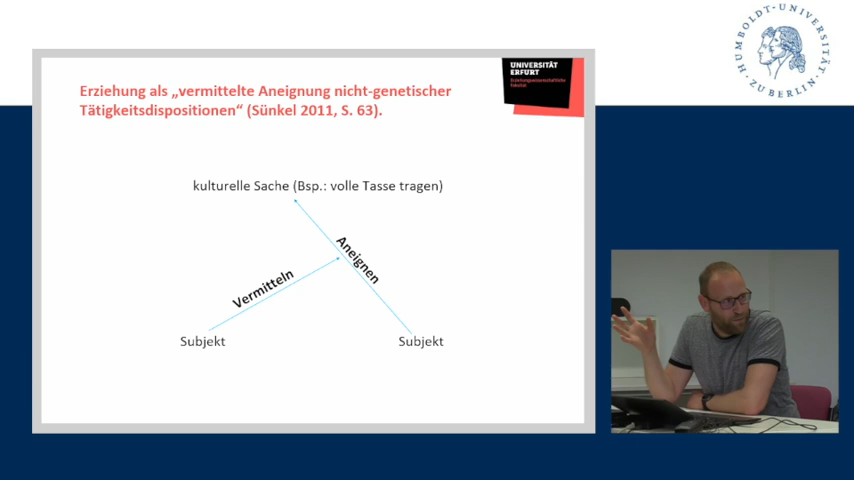 HUMBOLDT-UNIVERSITÄT
ZU BERLIN
UNIVERSITÄT
ERFURT
Erziehungswissenschaftliche
Fakultät
Erziehung als „vermittelte Aneignung nicht-genetischer
Tätigkeitsdispositionen“ (Sünkel 2011, S. 63).
kulturelle Sache (Bsp.: volle Tasse tragen)
Aneignen
Vermitteln
Subjekt
Subjekt